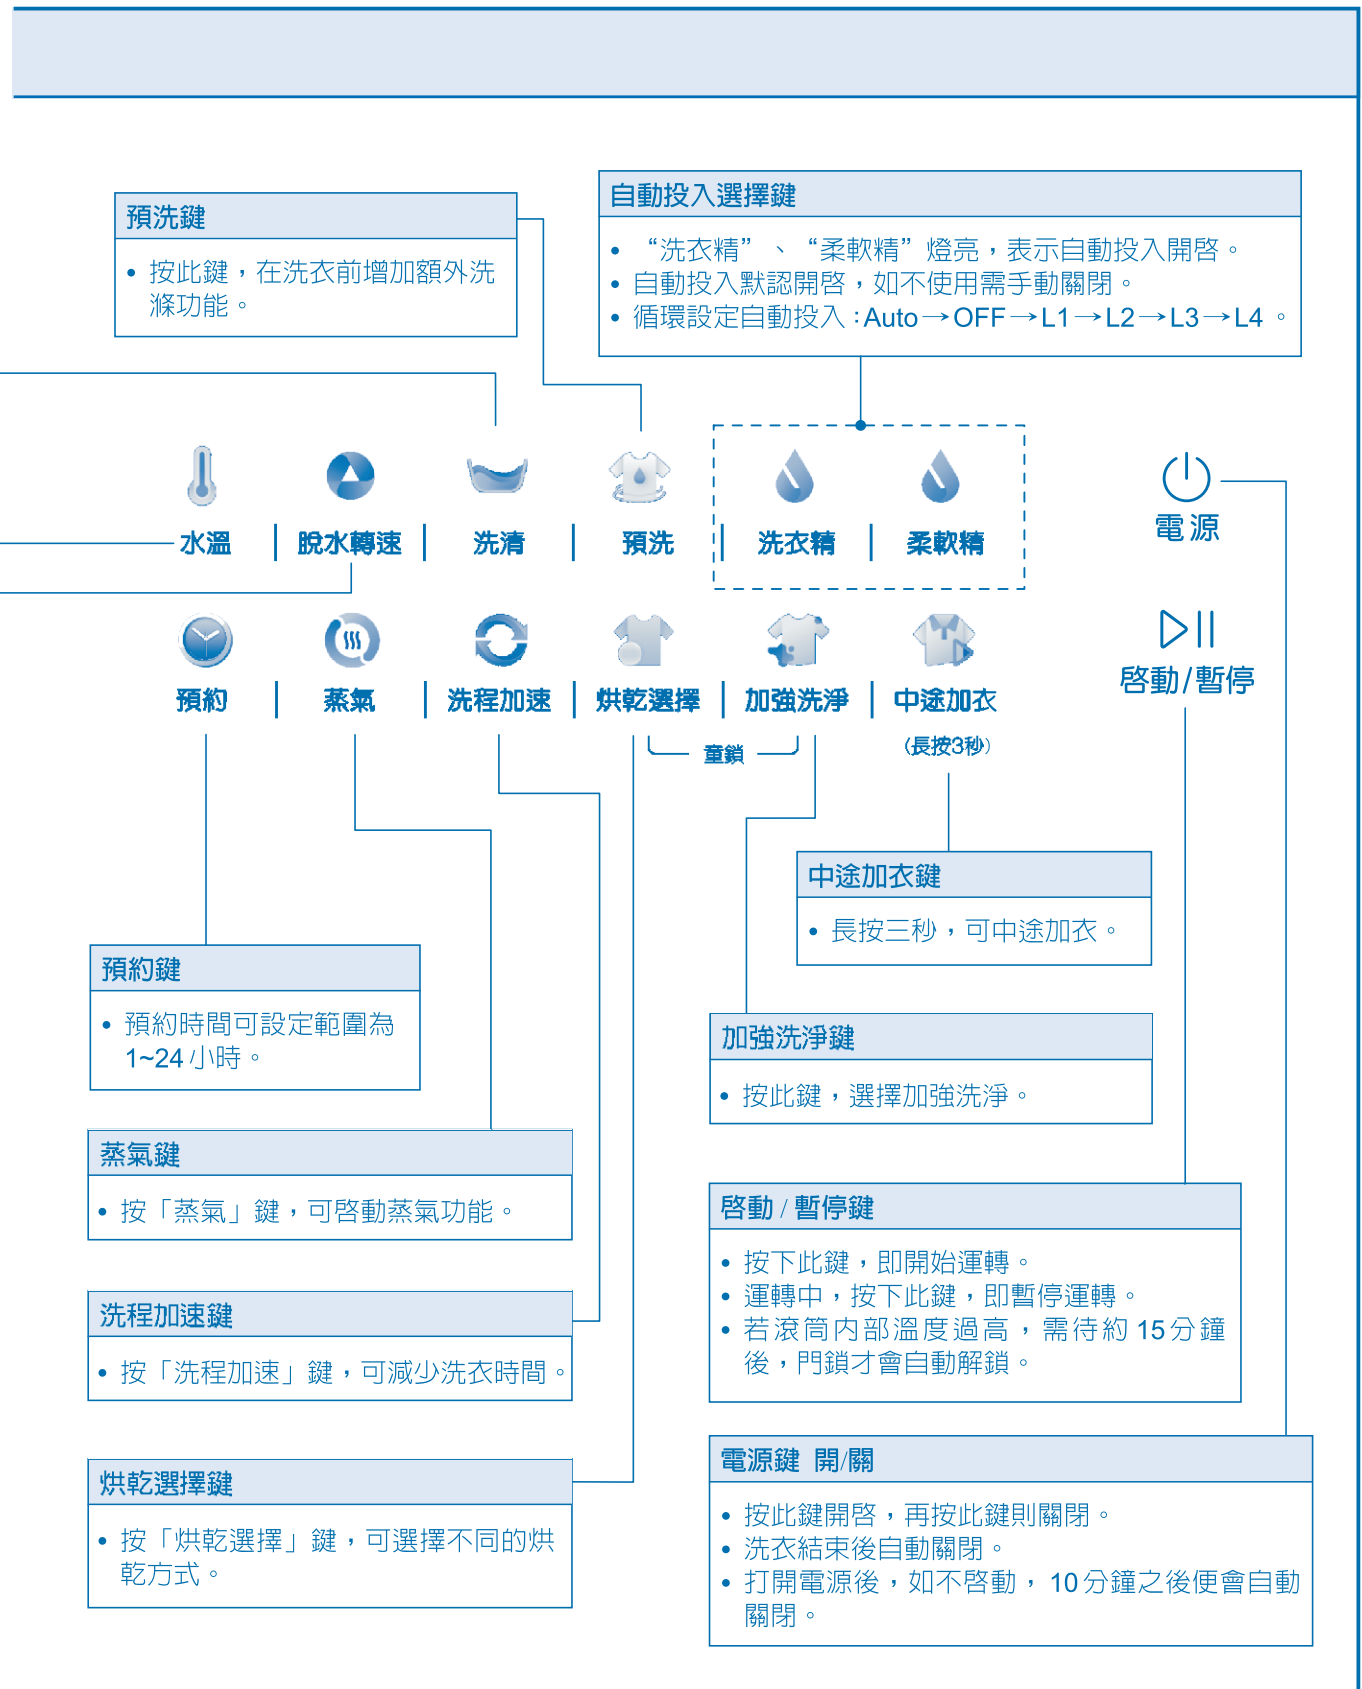 預洗鍵
• 按此鍵，在洗衣前增加額外洗
滌功能。
自動投入選擇鍵
• “洗衣精”、“柔軟精”燈亮，表示自動投入開啓。
• 自動投入默認開啓，如不使用需手動關閉。
• 循環設定自動投入：Auto→OFF→L1→L2→L3→L4。
水溫 | 脫水轉速 | 洗清 | 預洗 | 洗衣精 | 柔軟精
電源
預約 | 蒸氣 | 洗程加速 | 烘乾選擇 | 加強洗淨 | 中途加衣
啓動/暫停
童鎖
(長按3秒)
中途加衣鍵
• 長按三秒，可中途加衣。
預約鍵
• 預約時間可設定範圍為
1~24小時。
加強洗淨鍵
• 按此鍵，選擇加強洗淨。
蒸氣鍵
• 按「蒸氣」鍵，可啓動蒸氣功能。
啓動 / 暫停鍵
• 按下此鍵，即開始運轉。
• 運轉中，按下此鍵，即暫停運轉。
• 若滾筒內部溫度過高，需待約15分鐘
後，門鎖才會自動解鎖。
洗程加速鍵
• 按「洗程加速」鍵，可減少洗衣時間。
烘乾選擇鍵
• 按「烘乾選擇」鍵，可選擇不同的烘
乾方式。
電源鍵 開/關
• 按此鍵開啓，再按此鍵則關閉。
• 洗衣結束後自動關閉。
• 打開電源後，如不啓動，10分鐘之後便會自動
關閉。